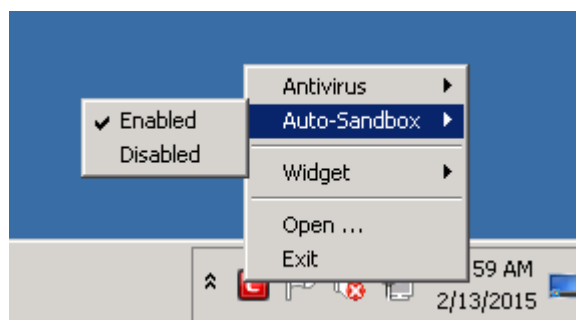 Antivirus
Auto-Sandbox
Enabled
Disabled
Widget
Open ...
Exit
59 AM
2/13/2015